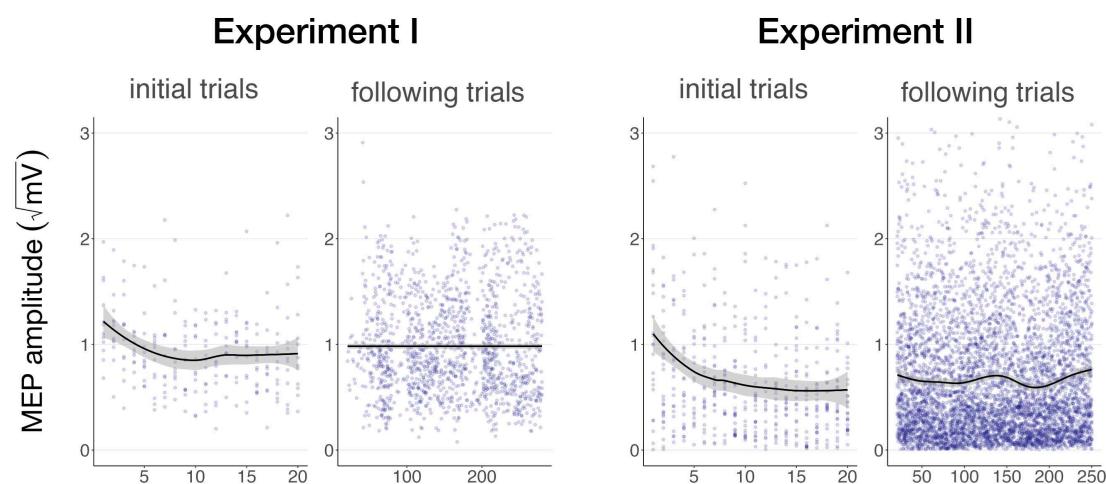 Experiment I
Experiment II
initial trials
following trials
initial trials
following trials
MEP amplitude (√mV)
3
2
1
0
3
2
1
0
3
2
1
0
3
2
1
0
5 10 15 20
100 200
5 10 15 20
50 100 150 200 250